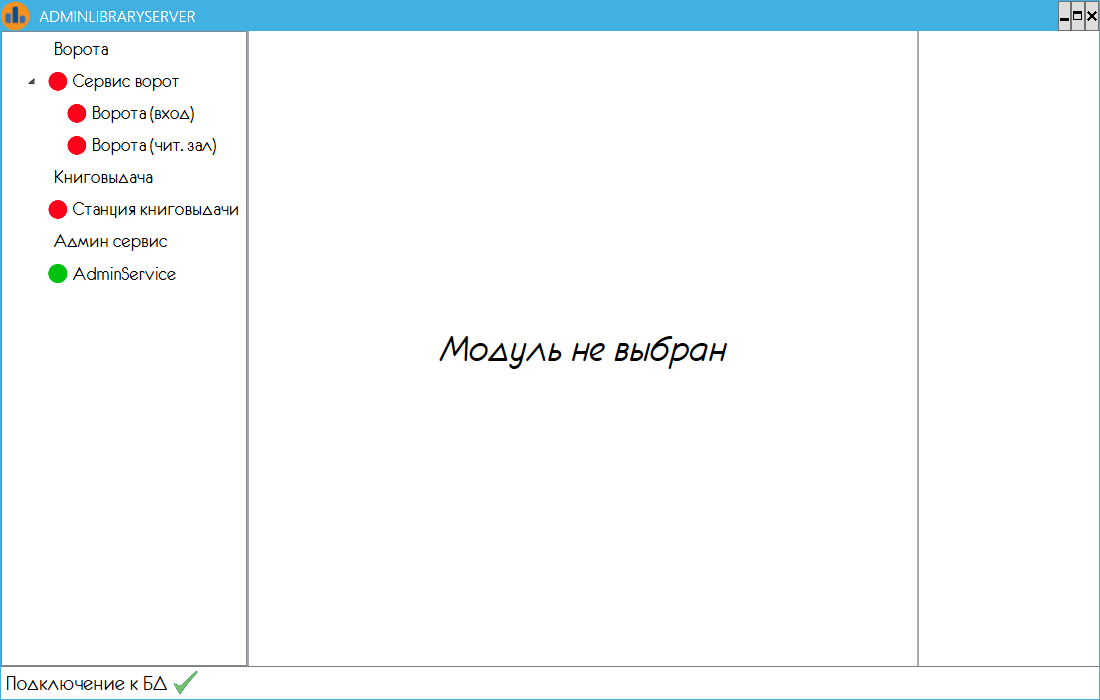 ADMINLIBRARYSERVER
Ворота
Сервис ворот
Ворота (вход)
Ворота (чит. зал)
Книговыдача
Станция книговыдачи
Админ сервис
AdminService
Модуль не выбран
Подключение к БД